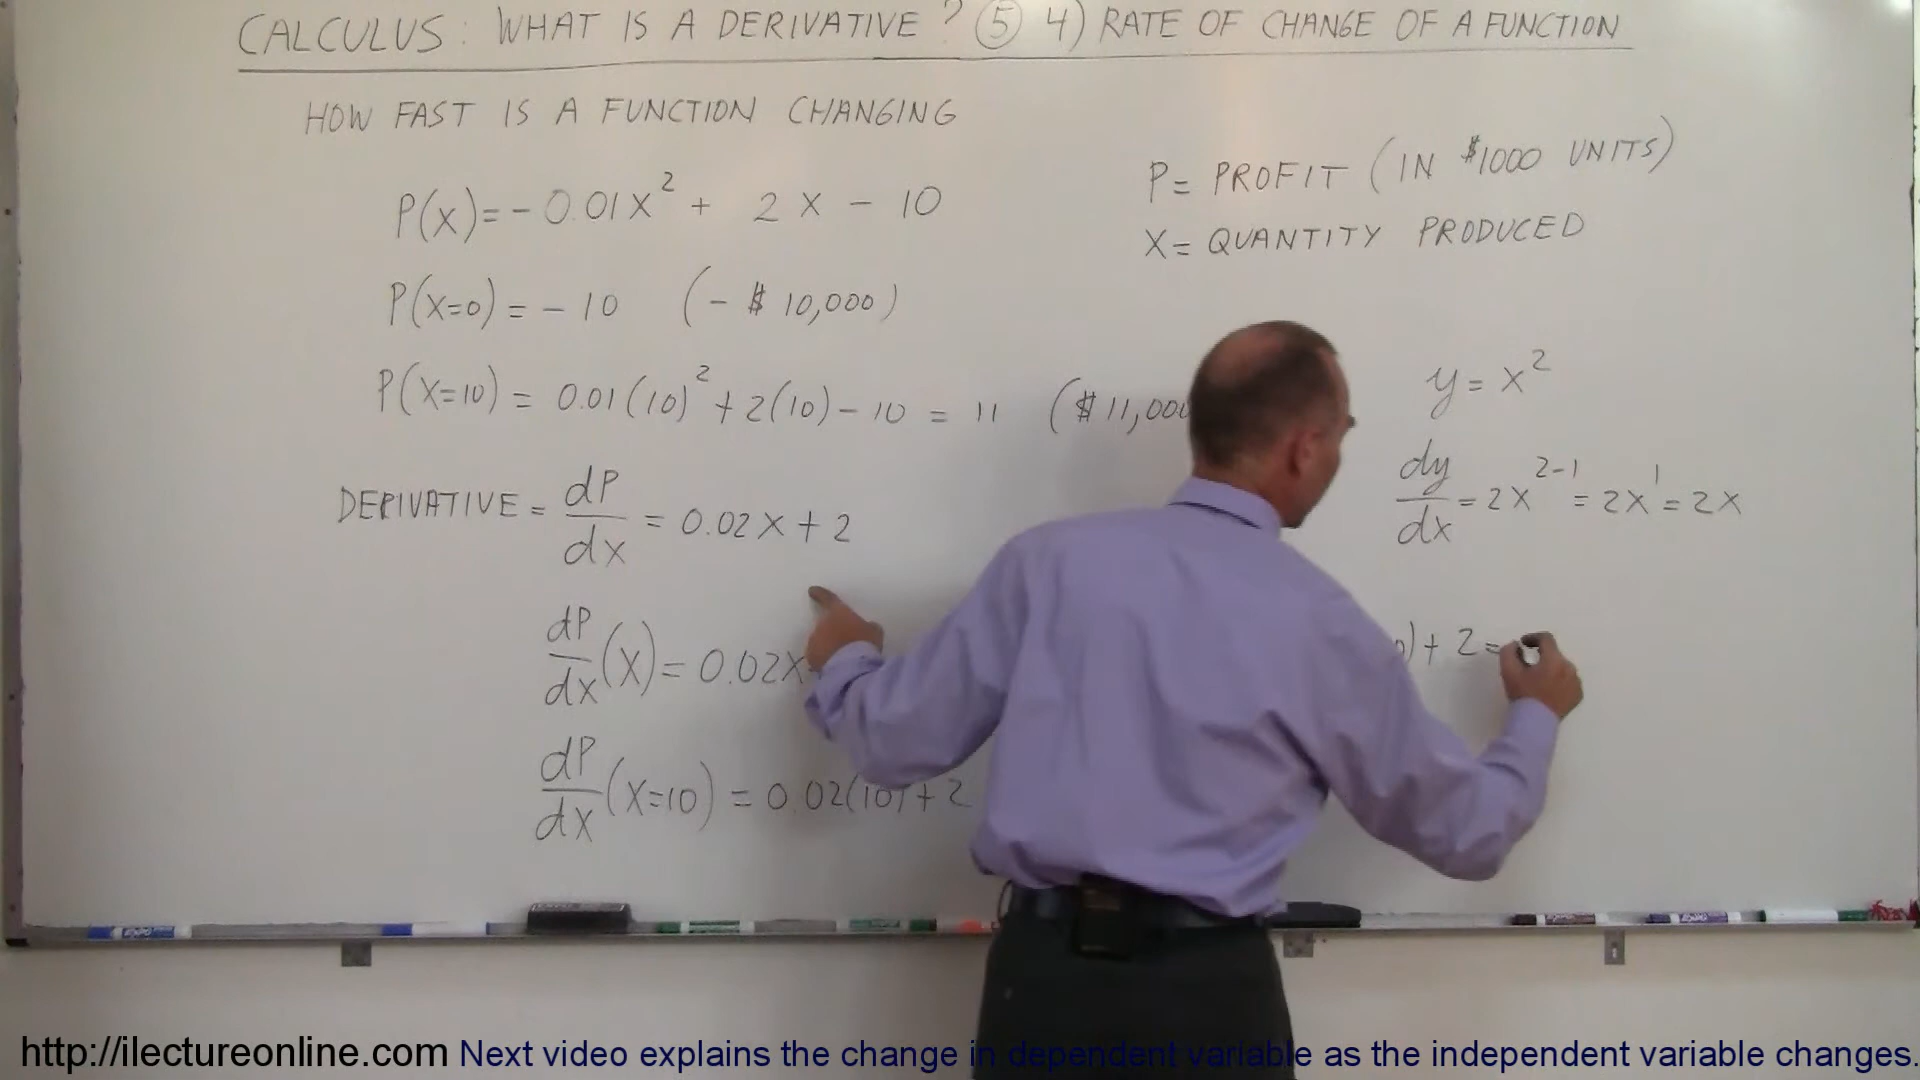 CALCULUS: WHAT IS A DERIVATIVE? ⑤ 4) RATE OF CHANGE OF A FUNCTION
HOW FAST IS A FUNCTION CHANGING
P(x)=-0.01x² + 2x - 10
P(x=0) = -10 (-$10,000)
P(x=10) = 0.01(10)² + 2(10) - 10 = 11 ($11,000
DERIVATIVE = dP/dx = 0.02x + 2
dP/dx(x) = 0.02x
dP/dx(x=10) = 0.02(10) + 2
P= PROFIT (IN $1000 UNITS)
X= QUANTITY PRODUCED
y = x²
dy/dx = 2x²⁻¹ = 2x¹ = 2x
) + 2 =
http://ilectureonline.com Next video explains the change in dependent variable as the independent variable changes.